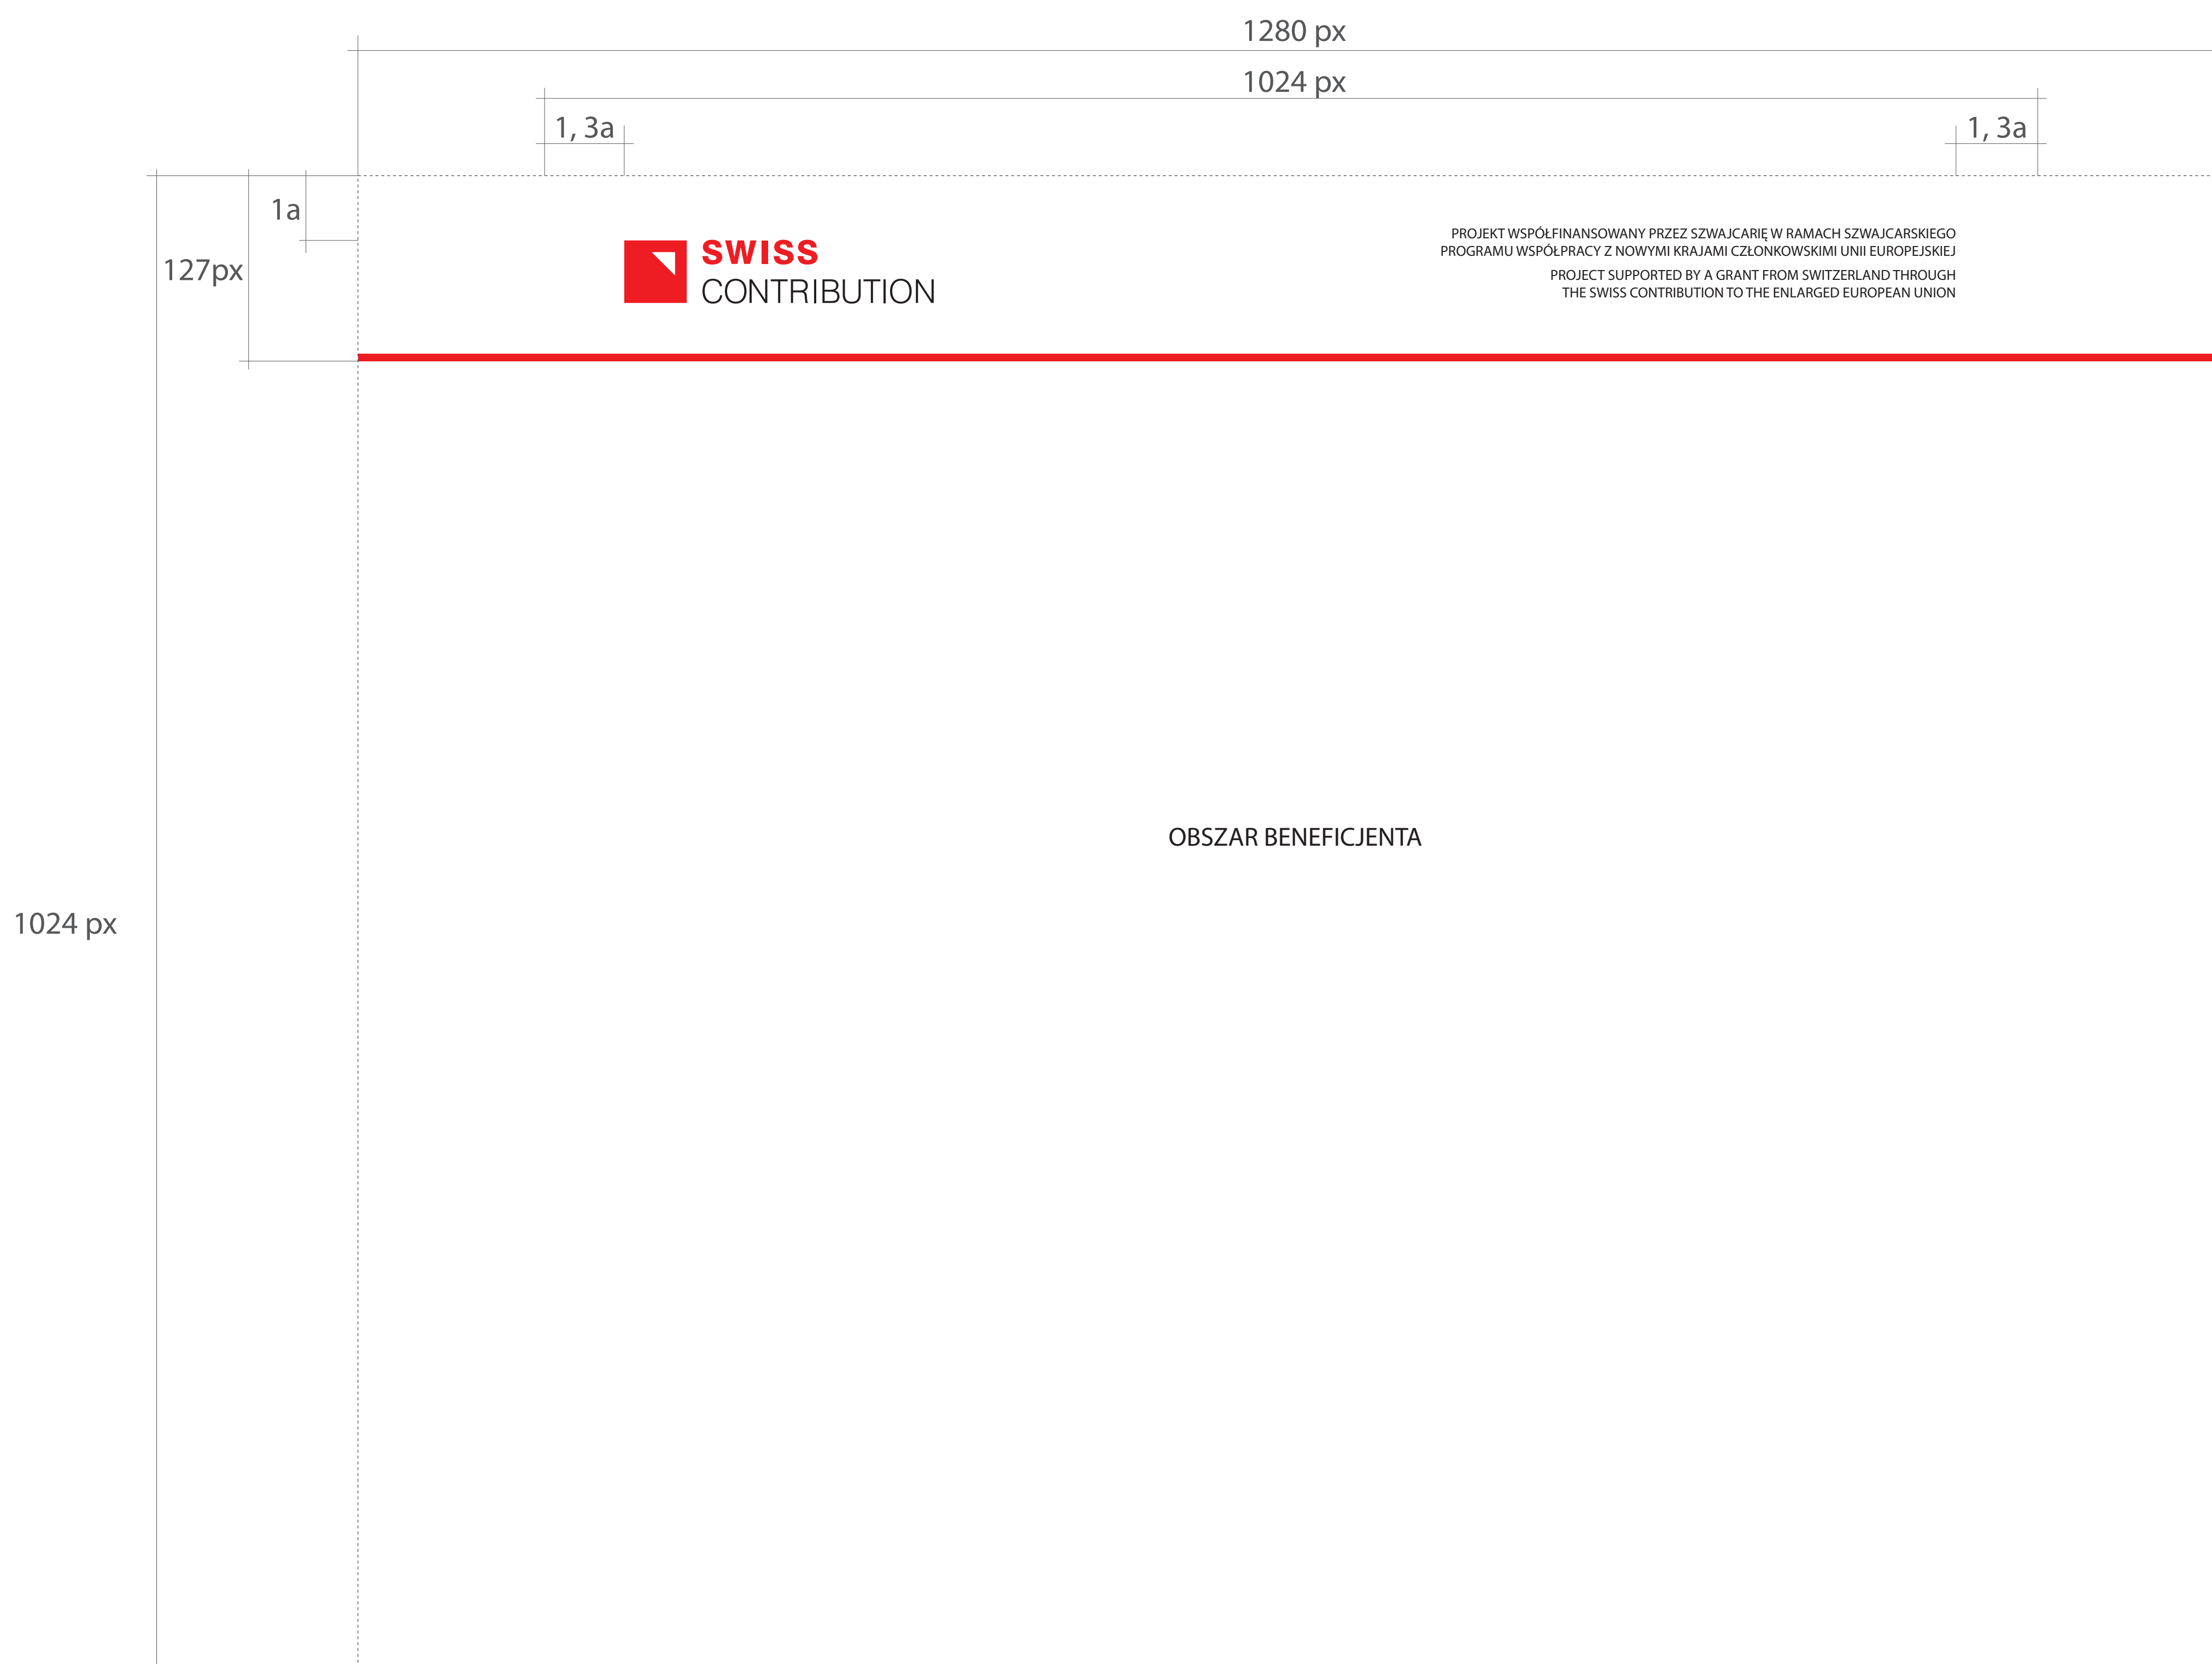 1280 px
1024 px
1, 3a
1, 3a
1a
127px
SWISS
CONTRIBUTION
PROJEKT WSPÓŁFINANSOWANY PRZEZ SZWAJCARIĘ W RAMACH SZWAJCARSKIEGO
PROGRAMU WSPÓŁPRACY Z NOWYMI KRAJAMI CZŁONKOWSKIMI UNII EUROPEJSKIEJ
PROJECT SUPPORTED BY A GRANT FROM SWITZERLAND THROUGH
THE SWISS CONTRIBUTION TO THE ENLARGED EUROPEAN UNION
OBSZAR BENEFICJENTA
1024 px